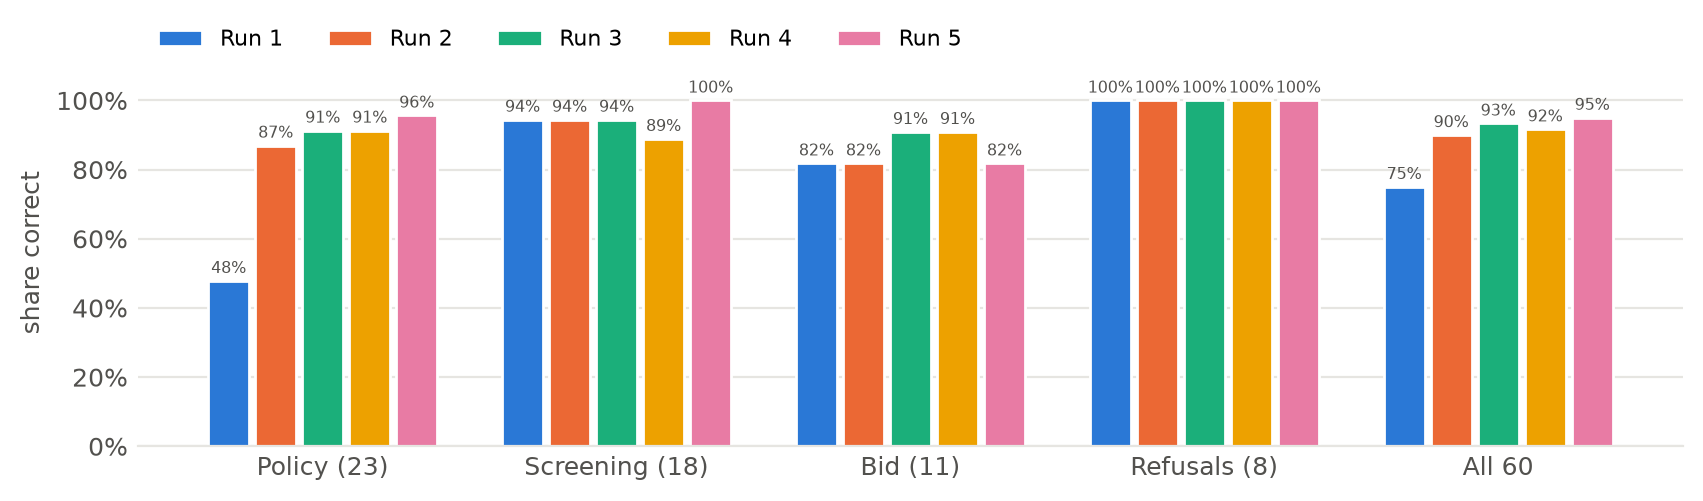 Run 1 Run 2 Run 3 Run 4 Run 5
share correct
100%
80%
60%
40%
20%
0%
48% 87% 91% 91% 96%
94% 94% 94% 89% 100%
82% 82% 91% 91% 82%
100% 100% 100% 100% 100%
75% 90% 93% 92% 95%
Policy (23) Screening (18) Bid (11) Refusals (8) All 60